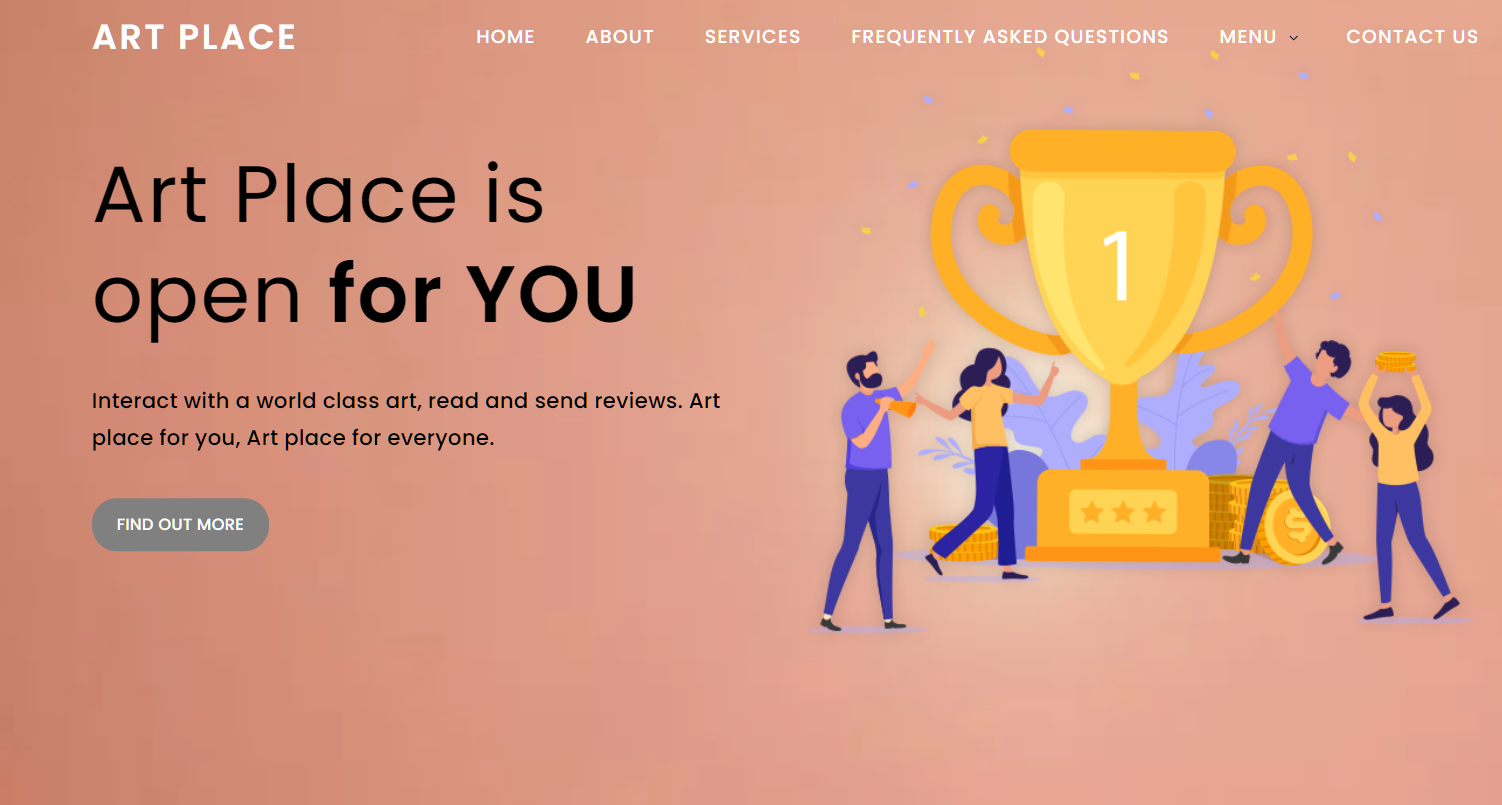 ART PLACE
HOME ABOUT SERVICES FREQUENTLY ASKED QUESTIONS MENU CONTACT US
Art Place is
open for YOU
Interact with a world class art, read and send reviews. Art
place for you, Art place for everyone.
FIND OUT MORE
1
$